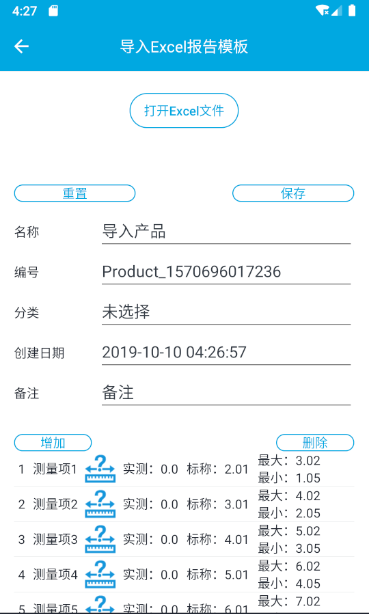 4:27
导入Excel报告模板
打开Excel文件
重置 保存
名称 导入产品
编号 Product_1570696017236
分类 未选择
创建日期 2019-10-10 04:26:57
备注 备注
增加 删除
1 测量项1 ? 实测：0.0 标称：2.01 最大：3.02
最小：1.05
2 测量项2 ? 实测：0.0 标称：3.01 最大：4.02
最小：2.05
3 测量项3 ? 实测：0.0 标称：4.01 最大：5.02
最小：3.05
4 测量项4 ? 实测：0.0 标称：5.01 最大：6.02
最小：4.05
5 测量项5 ? 实测：0.0 标称：6.01 最大：7.02